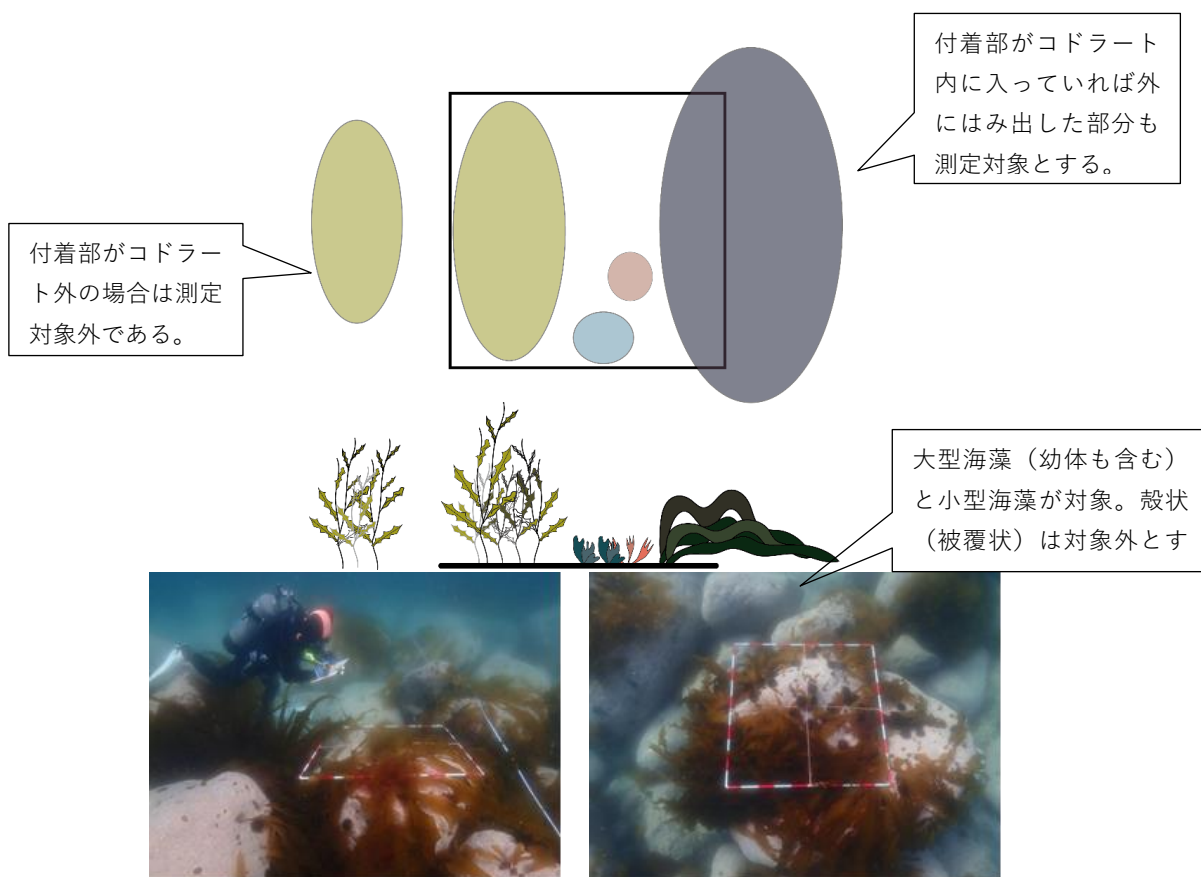 付着部がコドラート
内に入っていれば外
にはみ出した部分も
測定対象とする。
付着部がコドラー
ト外の場合は測定
対象外である。
大型海藻（幼体も含む）
と小型海藻が対象。殻状
（被覆状）は対象外とす